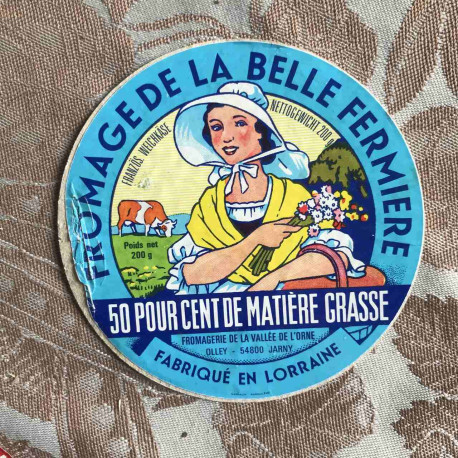 FROMAGE DE LA BELLE FERMIERE
FRANZÖS. WEICHKÄSE
NETTOGEWICHT 200 g
Poids net
200 g
50 POUR CENT DE MATIÈRE GRASSE
FROMAGERIE DE LA VALLÉE DE L'ORNE
OLLEY - 54800 JARNY
FABRIQUÉ EN LORRAINE